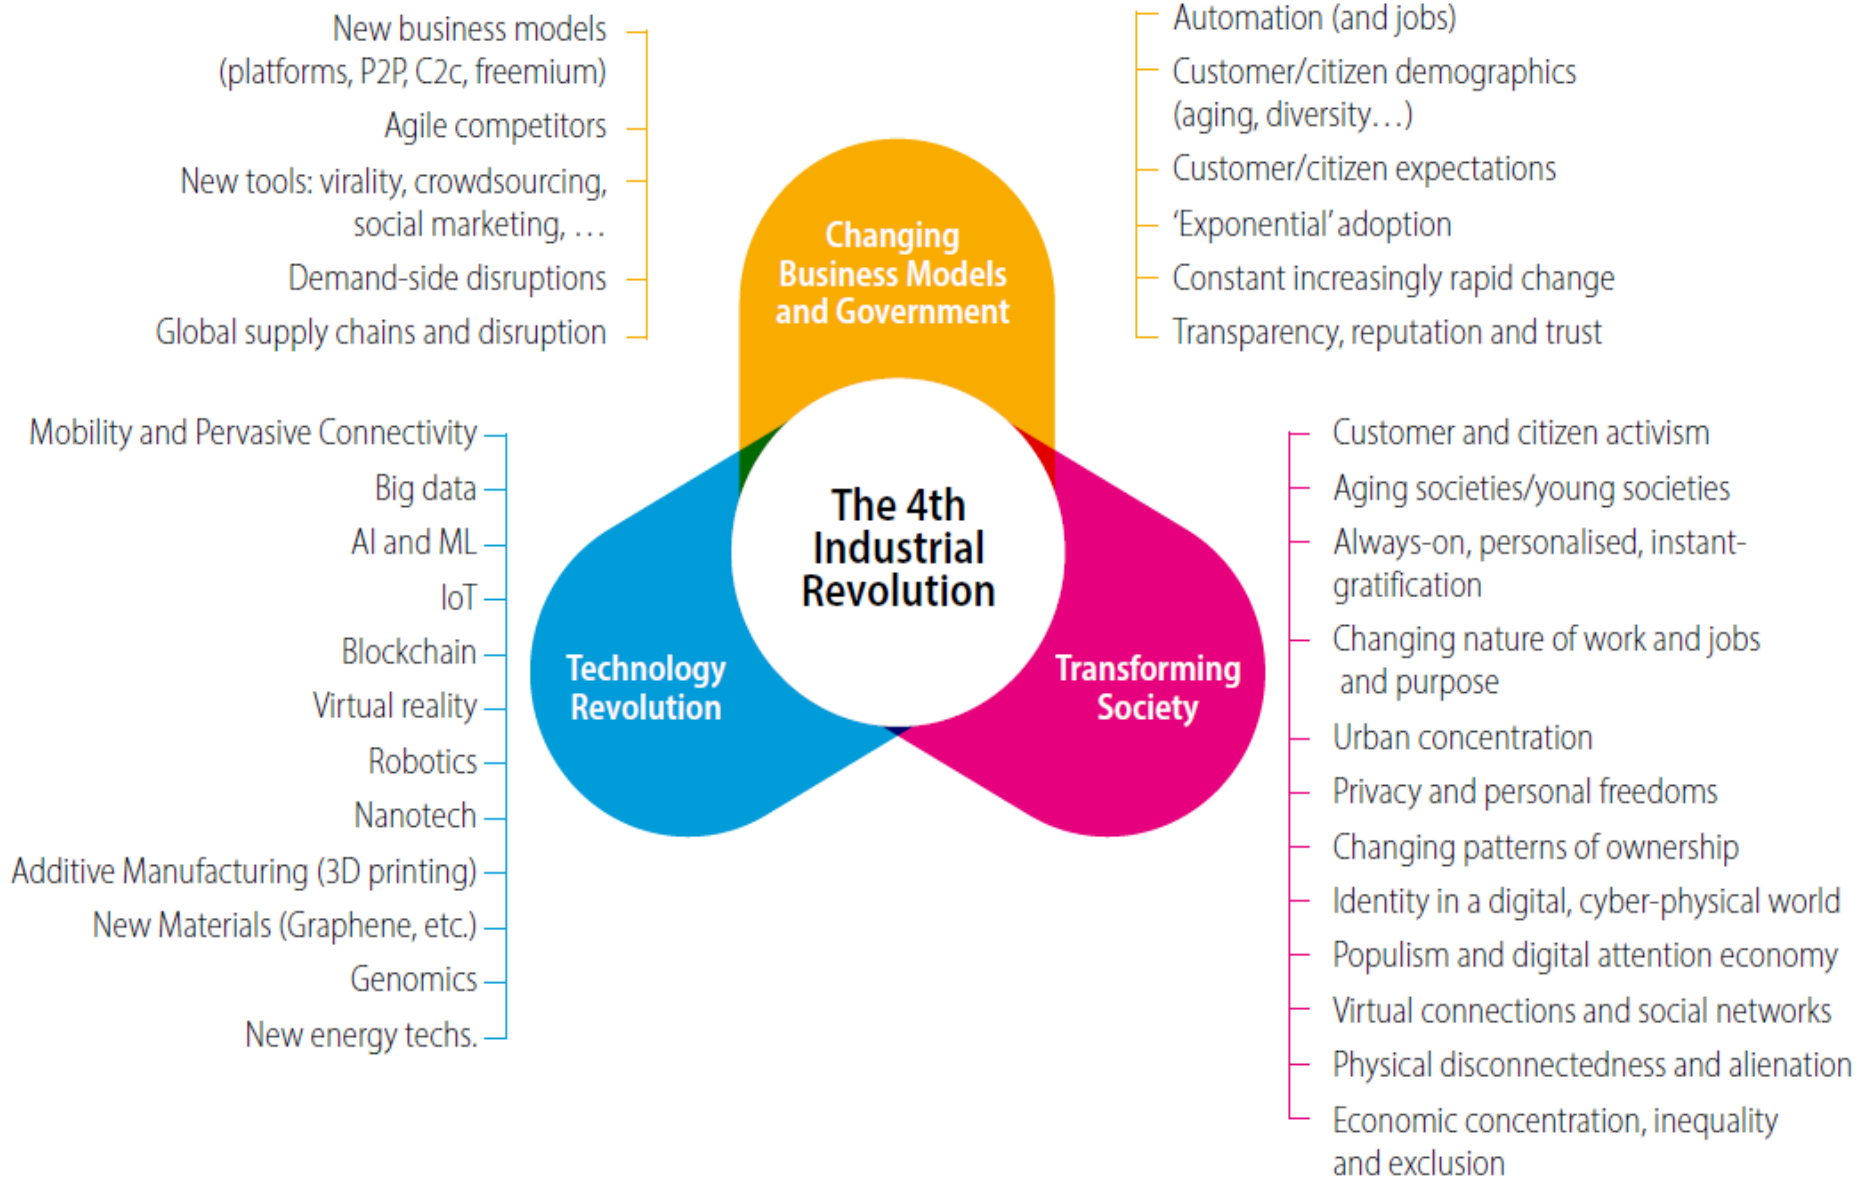 New business models
(platforms, P2P, C2c, freemium)
Agile competitors
New tools: virality, crowdsourcing,
social marketing, …
Demand-side disruptions
Global supply chains and disruption
Automation (and jobs)
Customer/citizen demographics
(aging, diversity…)
Customer/citizen expectations
‘Exponential’ adoption
Constant increasingly rapid change
Transparency, reputation and trust
Changing
Business Models
and Government
The 4th
Industrial
Revolution
Technology
Revolution
Transforming
Society
Mobility and Pervasive Connectivity
Big data
AI and ML
IoT
Blockchain
Virtual reality
Robotics
Nanotech
Additive Manufacturing (3D printing)
New Materials (Graphene, etc.)
Genomics
New energy techs.
Customer and citizen activism
Aging societies/young societies
Always-on, personalised, instant-
gratification
Changing nature of work and jobs
and purpose
Urban concentration
Privacy and personal freedoms
Changing patterns of ownership
Identity in a digital, cyber-physical world
Populism and digital attention economy
Virtual connections and social networks
Physical disconnectedness and alienation
Economic concentration, inequality
and exclusion